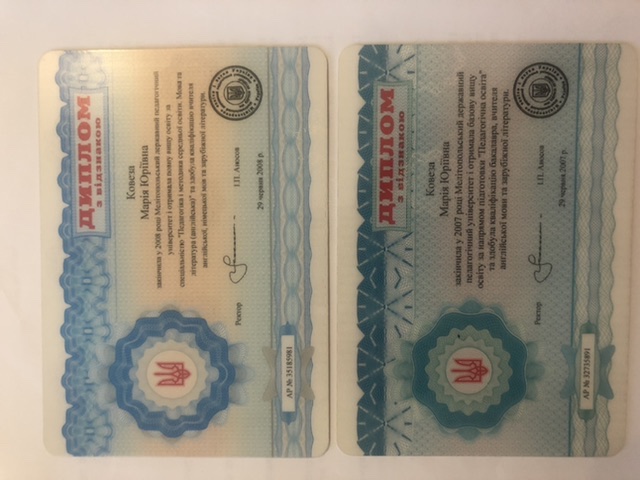 ДИПЛОМ
з відзнакою
Ковеза
Марія Юріївна
закінчила у 2008 році Мелітопольський державний педагогічний
університет і отримала повну вищу освіту за
спеціальністю "Педагогіка і методика середньої освіти. Мова та
література (англійська)" та здобула кваліфікацію вчителя
англійської, німецької мов та зарубіжної літератури.
Ректор І.П. Аносов
29 червня 2008 р.
АР № 35185983
ДИПЛОМ
з відзнакою
Ковеза
Марія Юріївна
закінчила у 2007 році Мелітопольський державний
педагогічний університет і отримала базову вищу
освіту за напрямом підготовки "Педагогічна освіта"
та здобула кваліфікацію бакалавра, вчителя
англійської мови та зарубіжної літератури.
Ректор І.П. Аносов
29 червня 2007 р.
АР № 32735891